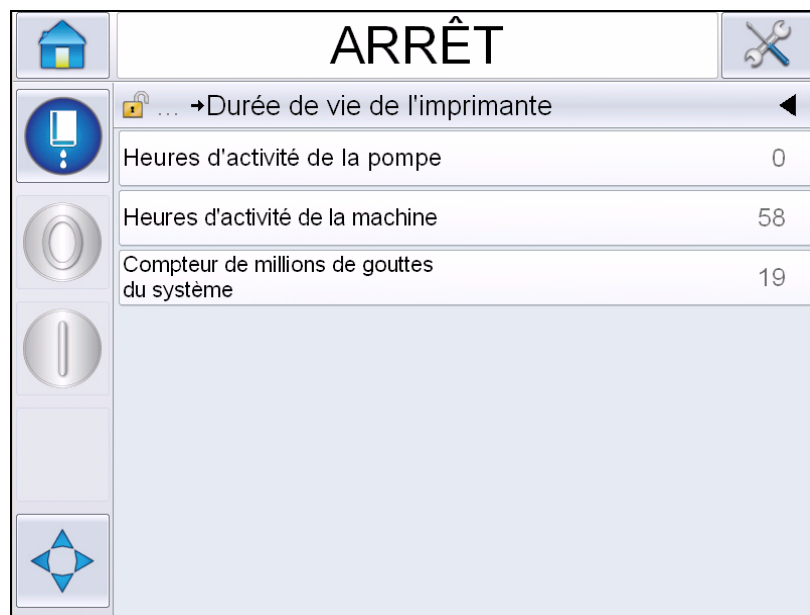 ARRÊT
... →Durée de vie de l'imprimante
Heures d'activité de la pompe 0
Heures d'activité de la machine 58
Compteur de millions de gouttes
du système 19